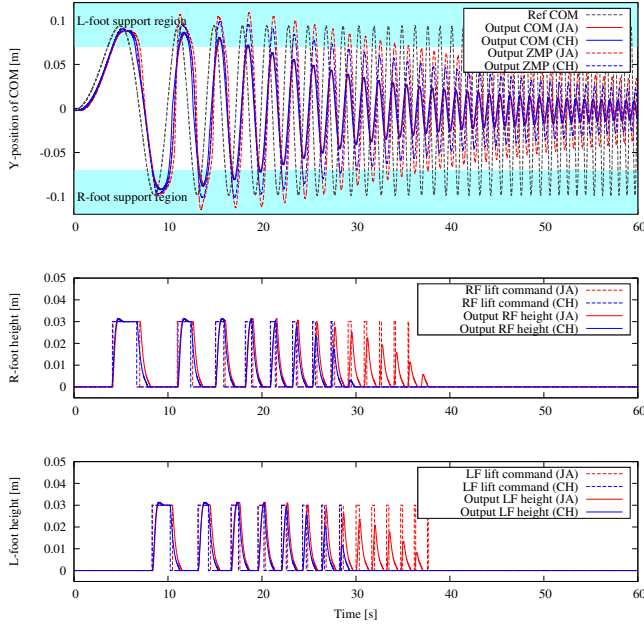 0.1
0.05
0
-0.05
-0.1
Y-position of COM [m]
L-foot support region
R-foot support region
Ref COM
Output COM (JA)
Output COM (CH)
Output ZMP (JA)
Output ZMP (CH)
0 10 20 30 40 50 60
0.05
0.04
0.03
0.02
0.01
0
R-foot height [m]
RF lift command (JA)
RF lift command (CH)
Output RF height (JA)
Output RF height (CH)
0 10 20 30 40 50 60
0.05
0.04
0.03
0.02
0.01
0
L-foot height [m]
LF lift command (JA)
LF lift command (CH)
Output LF height (JA)
Output LF height (CH)
0 10 20 30 40 50 60
Time [s]